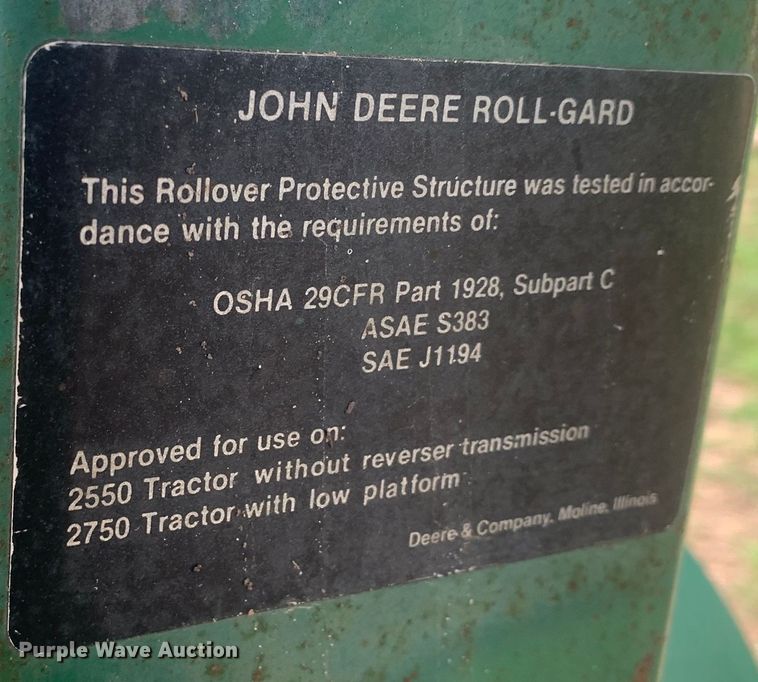 JOHN DEERE ROLL-GARD
This Rollover Protective Structure was tested in accor-
dance with the requirements of:
OSHA 29CFR Part 1928, Subpart C
ASAE S383
SAE J1194
Approved for use on:
2550 Tractor without reverser transmission
2750 Tractor with low platform
Deere & Company, Moline, Illinois
Purple Wave Auction